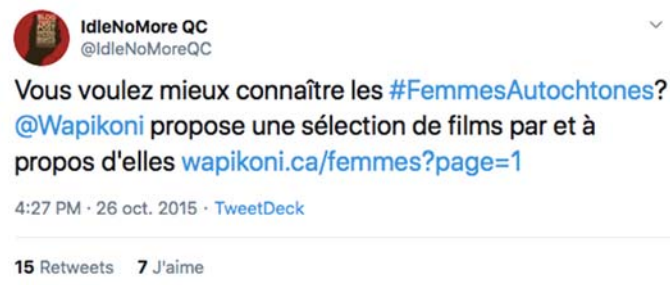 IdleNoMore QC
@IdleNoMoreQC
Vous voulez mieux connaître les #FemmesAutochtones?
@Wapikoni propose une sélection de films par et à
propos d'elles wapikoni.ca/femmes?page=1
4:27 PM · 26 oct. 2015 · TweetDeck
15 Retweets 7 J'aime